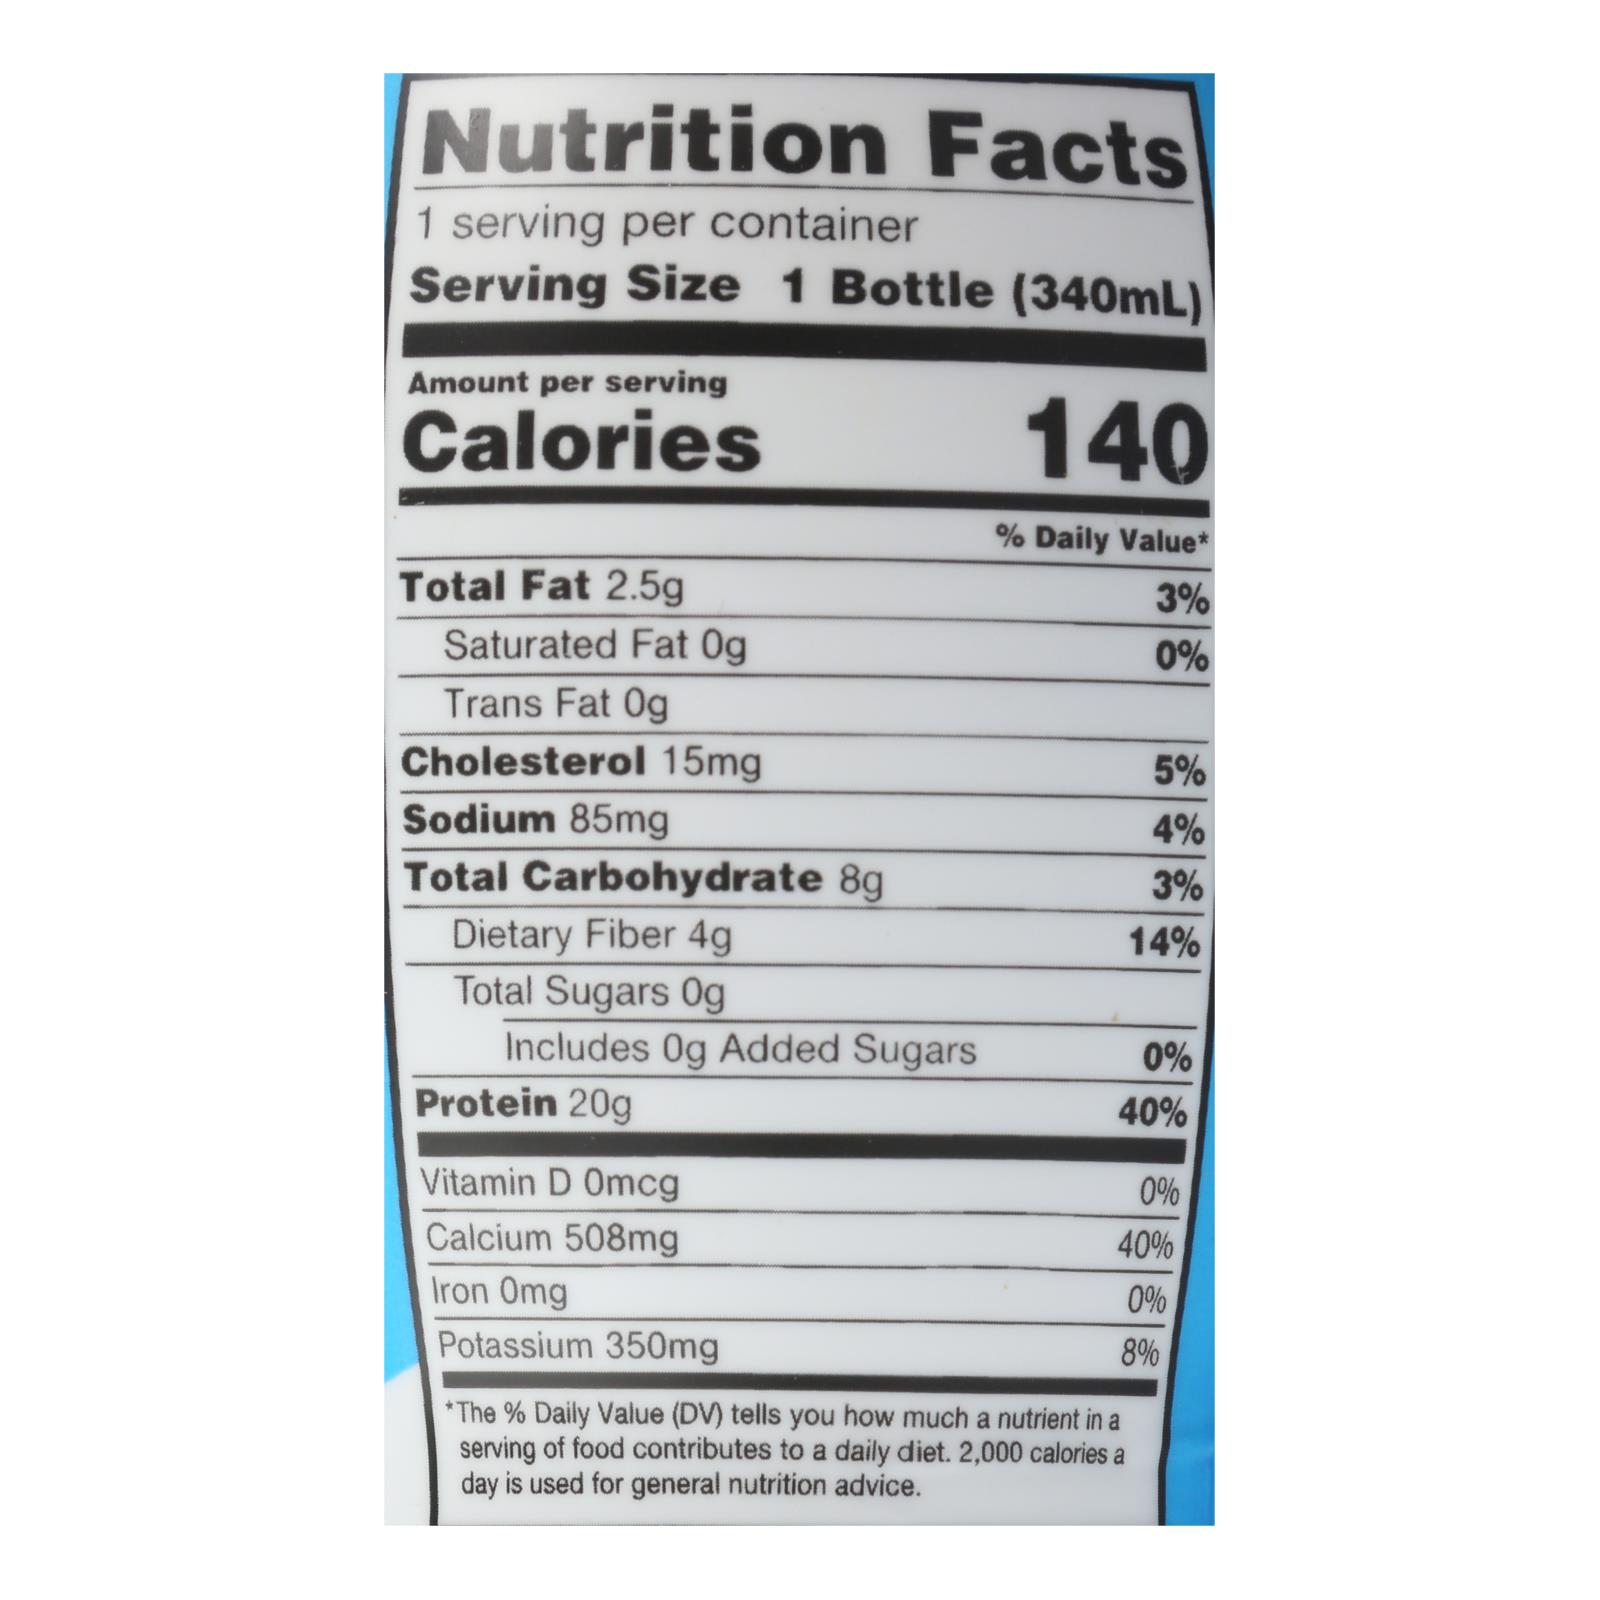 Nutrition Facts
1 serving per container
Serving Size 1 Bottle (340mL)
Amount per serving
Calories 140
% Daily Value*
Total Fat 2.5g 3%
Saturated Fat 0g 0%
Trans Fat 0g
Cholesterol 15mg 5%
Sodium 85mg 4%
Total Carbohydrate 8g 3%
Dietary Fiber 4g 14%
Total Sugars 0g
Includes 0g Added Sugars 0%
Protein 20g 40%
Vitamin D 0mcg 0%
Calcium 508mg 40%
Iron 0mg 0%
Potassium 350mg 8%
*The % Daily Value (DV) tells you how much a nutrient in a
serving of food contributes to a daily diet. 2,000 calories a
day is used for general nutrition advice.